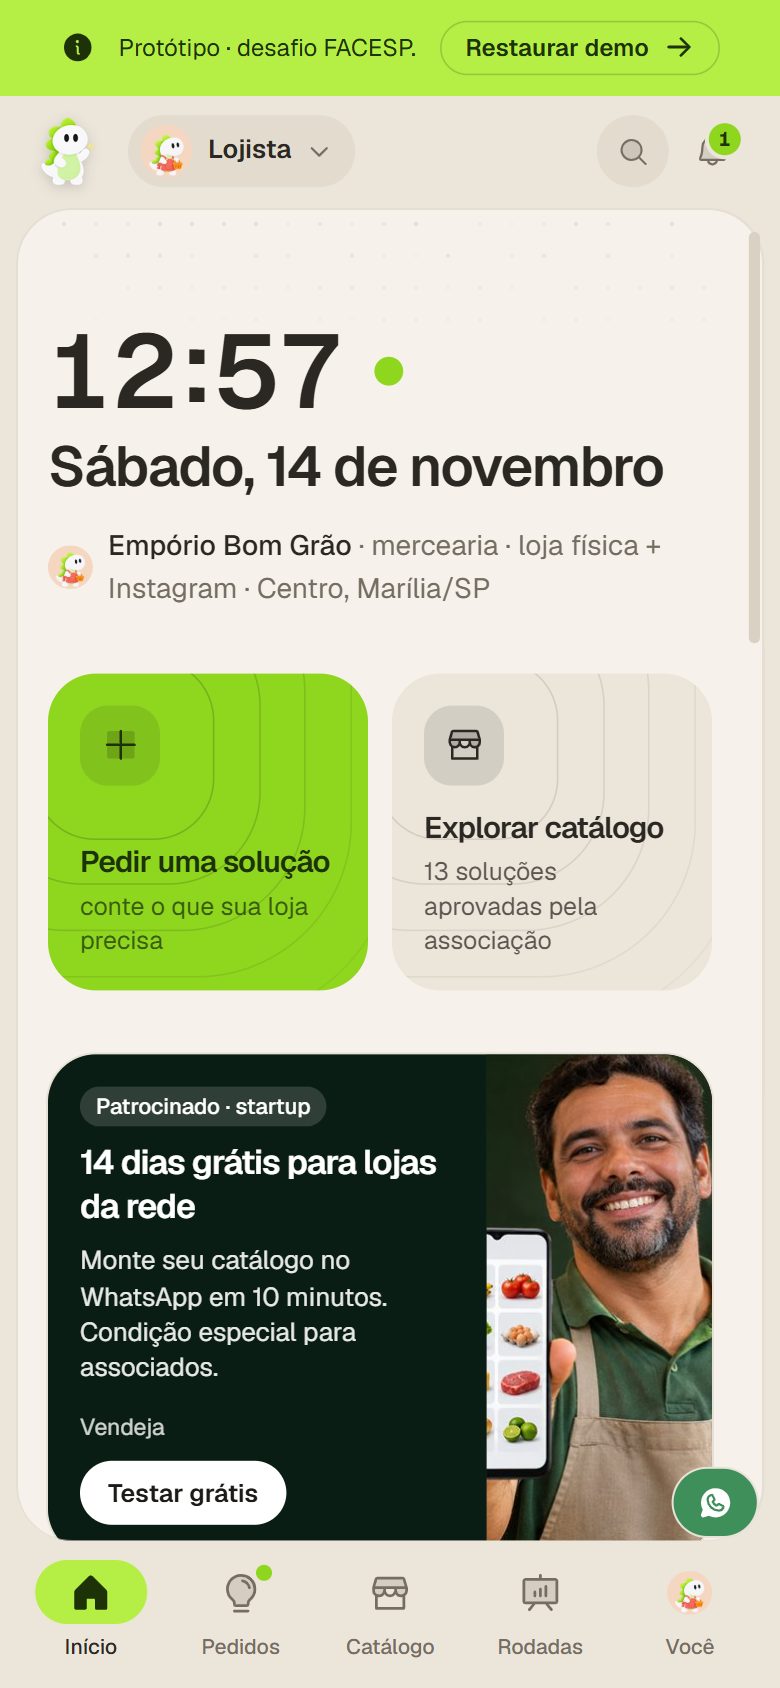 Protótipo · desafio FACESP.
Restaurar demo
Lojista
1
12:57
Sábado, 14 de novembro
Empório Bom Grão · mercearia · loja física +
Instagram · Centro, Marília/SP
Pedir uma solução
conte o que sua loja
precisa
Explorar catálogo
13 soluções
aprovadas pela
associação
Patrocinado · startup
14 dias grátis para lojas
da rede
Monte seu catálogo no
WhatsApp em 10 minutos.
Condição especial para
associados.
Vendeja
Testar grátis
Início
Pedidos
Catálogo
Rodadas
Você